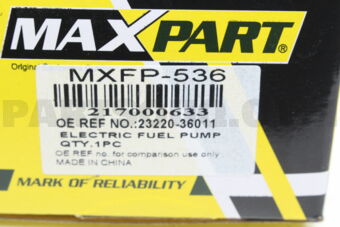 MAXPART®
MXFP-536
217000633
OE REF NO.:23220-36011
ELECTRIC FUEL PUMP
QTY.1PC
OE REF no. for comparison use only
MADE IN CHINA
MARK OF RELIABILITY